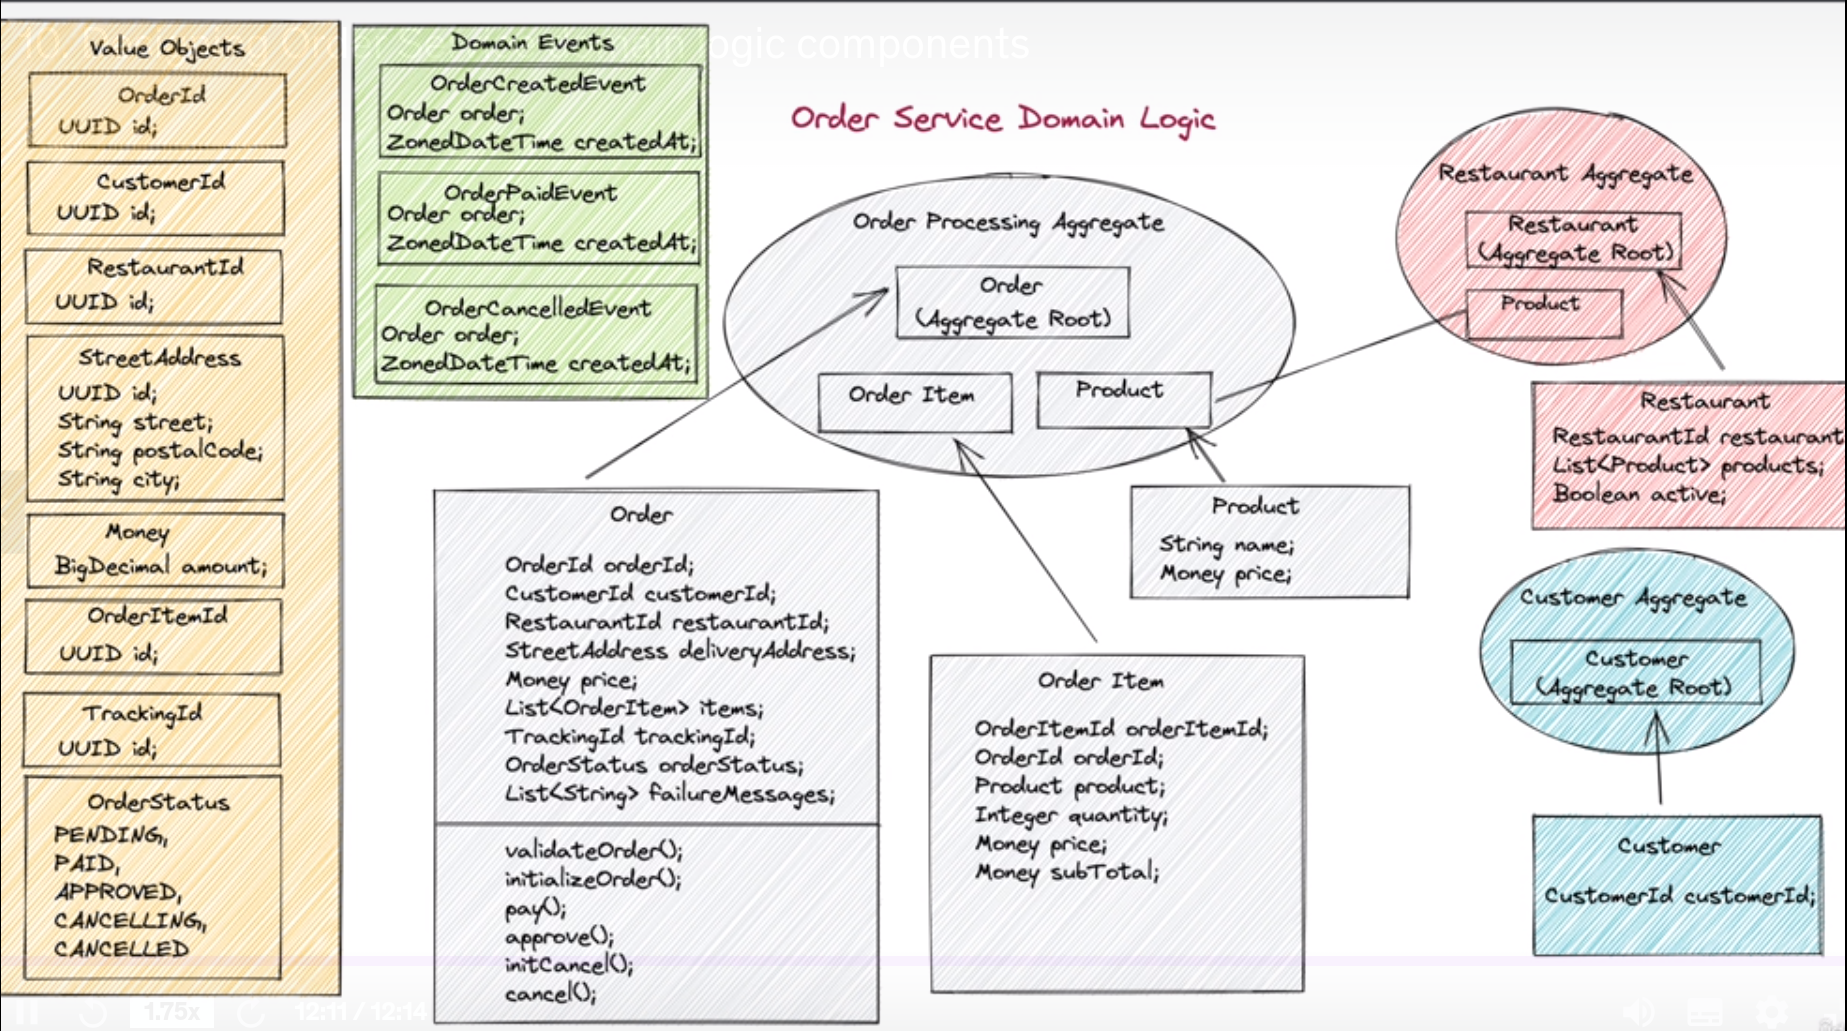 logic components
Value Objects
OrderId
UUID id;
CustomerId
UUID id;
RestaurantId
UUID id;
StreetAddress
UUID id;
String street;
String postalCode;
String city;
Money
BigDecimal amount;
OrderItemId
UUID id;
TrackingId
UUID id;
OrderStatus
PENDING,
PAID,
APPROVED,
CANCELLING,
CANCELLED
Domain Events
OrderCreatedEvent
Order order;
ZonedDateTime createdAt;
OrderPaidEvent
Order order;
ZonedDateTime createdAt;
OrderCancelledEvent
Order order;
ZonedDateTime createdAt;
Order Service Domain Logic
Order Processing Aggregate
Order
(Aggregate Root)
Order Item
Product
Restaurant Aggregate
Restaurant
(Aggregate Root)
Product
Order
OrderId orderId;
CustomerId customerId;
RestaurantId restaurantId;
StreetAddress deliveryAddress;
Money price;
List<OrderItem> items;
TrackingId trackingId;
OrderStatus orderStatus;
List<String> failureMessages;
validateOrder();
initializeOrder();
pay();
approve();
initCancel();
cancel();
Product
String name;
Money price;
Order Item
OrderItemId orderItemId;
OrderId orderId;
Product product;
Integer quantity;
Money price;
Money subTotal;
Restaurant
RestaurantId restaurant
List<Product> products;
Boolean active;
Customer Aggregate
Customer
(Aggregate Root)
Customer
CustomerId customerId;
1.75x
12:11 / 12:14